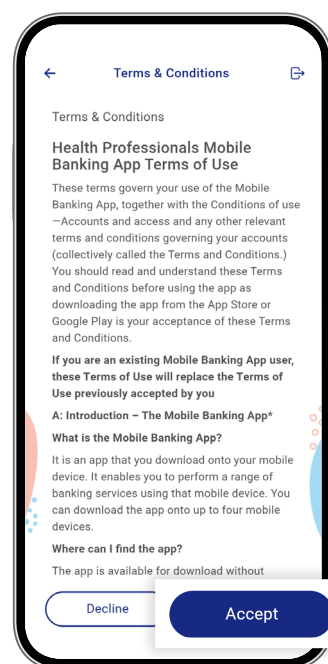 Terms & Conditions
Terms & Conditions
Health Professionals Mobile
Banking App Terms of Use
These terms govern your use of the Mobile
Banking App, together with the Conditions of use
—Accounts and access and any other relevant
terms and conditions governing your accounts
(collectively called the Terms and Conditions.)
You should read and understand these Terms
and Conditions before using the app as
downloading the app from the App Store or
Google Play is your acceptance of these Terms
and Conditions.
If you are an existing Mobile Banking App user,
these Terms of Use will replace the Terms of
Use previously accepted by you
A: Introduction – The Mobile Banking App*
What is the Mobile Banking App?
It is an app that you download onto your mobile
device. It enables you to perform a range of
banking services using that mobile device. You
can download the app onto up to four mobile
devices.
Where can I find the app?
The app is available for download without
Decline
Accept